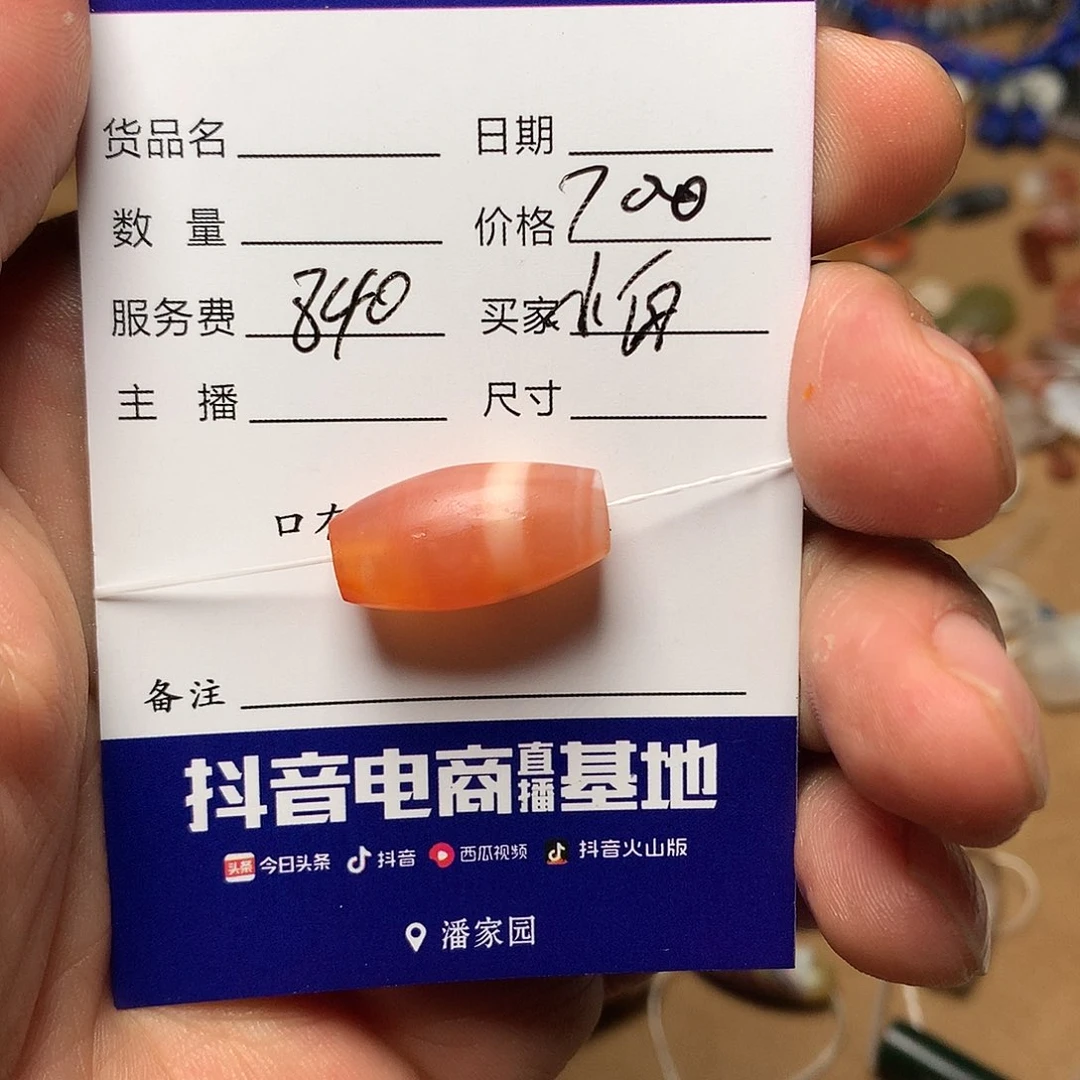 货品名 日期
数 量 价格 700
服务费 840 买家 小
主 播 尺寸
备注
抖音电商直播基地
头条 今日头条 抖音 西瓜视频 抖音火山版
潘家园